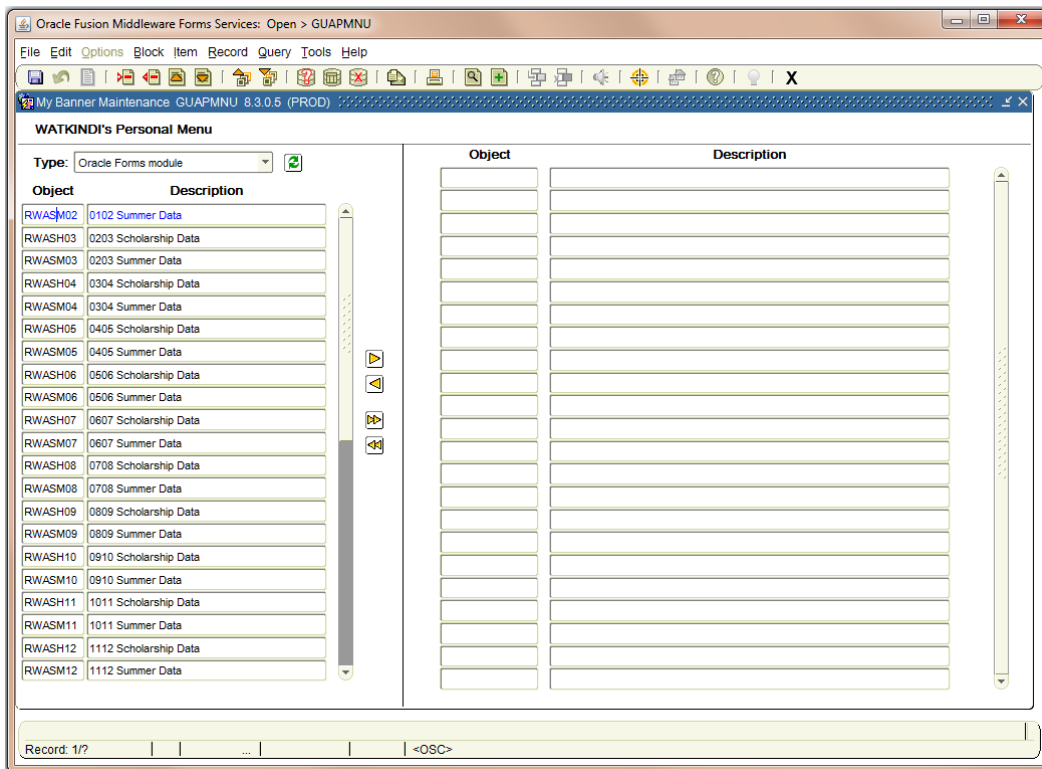 Oracle Fusion Middleware Forms Services: Open > GUAPMNU
File Edit Options Block Item Record Query Tools Help
X
My Banner Maintenance GUAPMNU 8.3.0.5 (PROD)
WATKINDI's Personal Menu
Type: Oracle Forms module
Object Description
Object Description
RWASM02 0102 Summer Data
RWASH03 0203 Scholarship Data
RWASM03 0203 Summer Data
RWASH04 0304 Scholarship Data
RWASM04 0304 Summer Data
RWASH05 0405 Scholarship Data
RWASM05 0405 Summer Data
RWASH06 0506 Scholarship Data
RWASM06 0506 Summer Data
RWASH07 0607 Scholarship Data
RWASM07 0607 Summer Data
RWASH08 0708 Scholarship Data
RWASM08 0708 Summer Data
RWASH09 0809 Scholarship Data
RWASM09 0809 Summer Data
RWASH10 0910 Scholarship Data
RWASM10 0910 Summer Data
RWASH11 1011 Scholarship Data
RWASM11 1011 Summer Data
RWASH12 1112 Scholarship Data
RWASM12 1112 Summer Data
Record: 1/? ... <OSC>